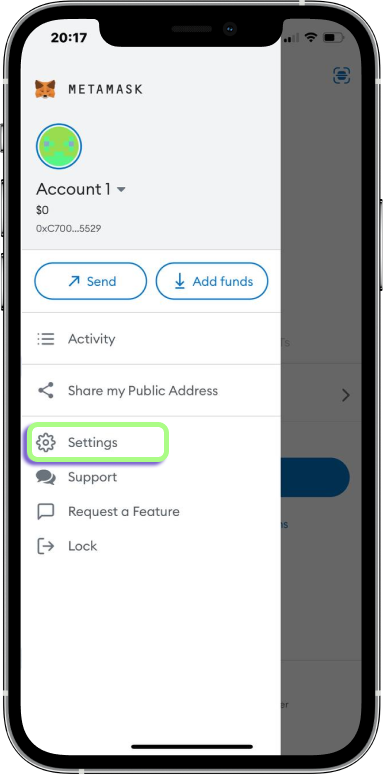 20:17
METAMASK
Account 1
$0
0xC700...5529
Send
Add funds
Activity
Share my Public Address
Settings
Support
Request a Feature
Lock